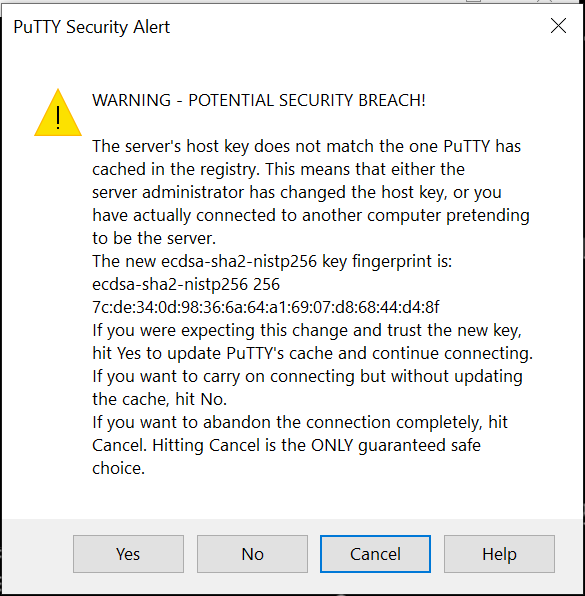 PuTTY Security Alert
!
WARNING - POTENTIAL SECURITY BREACH!
The server's host key does not match the one PuTTY has
cached in the registry. This means that either the
server administrator has changed the host key, or you
have actually connected to another computer pretending
to be the server.
The new ecdsa-sha2-nistp256 key fingerprint is:
ecdsa-sha2-nistp256 256
7c:de:34:0d:98:36:6a:64:a1:69:07:d8:68:44:d4:8f
If you were expecting this change and trust the new key,
hit Yes to update PuTTY's cache and continue connecting.
If you want to carry on connecting but without updating
the cache, hit No.
If you want to abandon the connection completely, hit
Cancel. Hitting Cancel is the ONLY guaranteed safe
choice.
Yes No Cancel Help